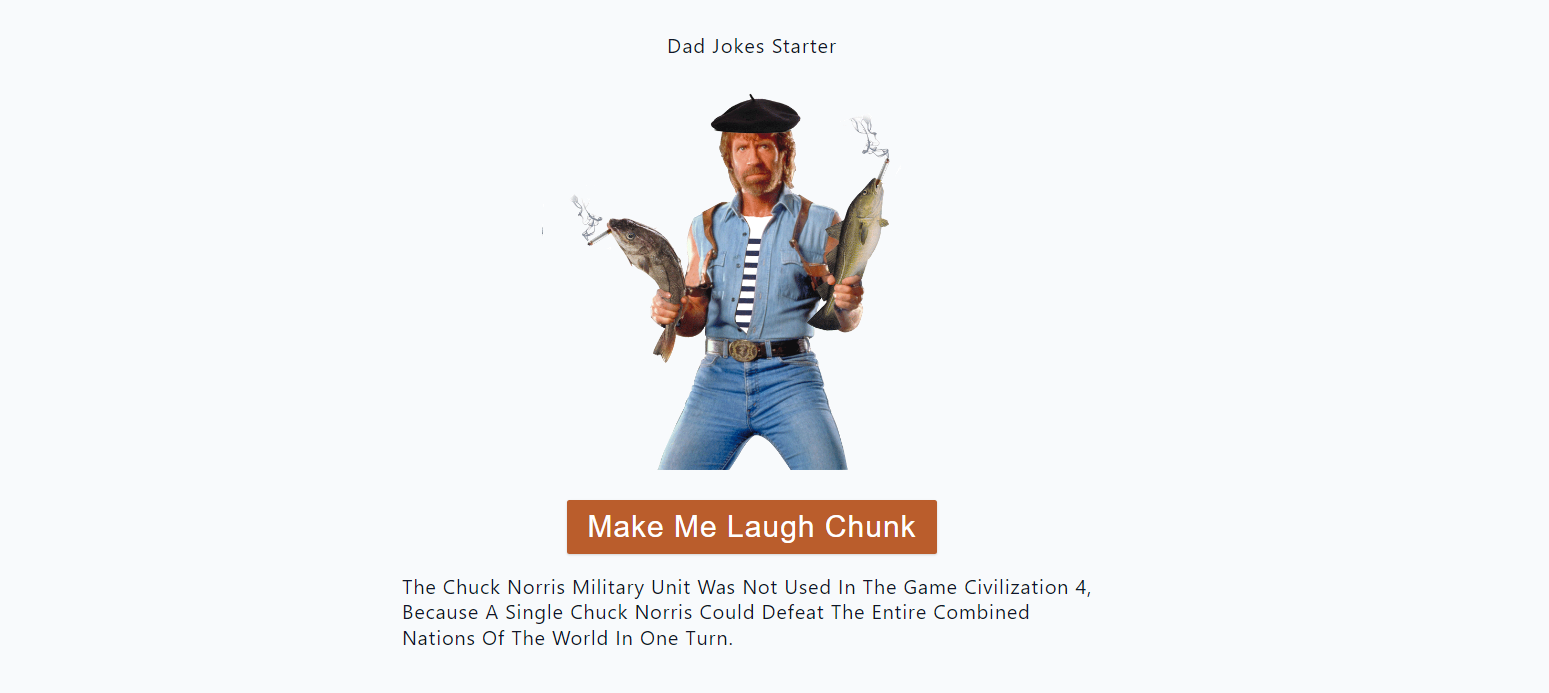 Dad Jokes Starter
Make Me Laugh Chunk
The Chuck Norris Military Unit Was Not Used In The Game Civilization 4,
Because A Single Chuck Norris Could Defeat The Entire Combined
Nations Of The World In One Turn.